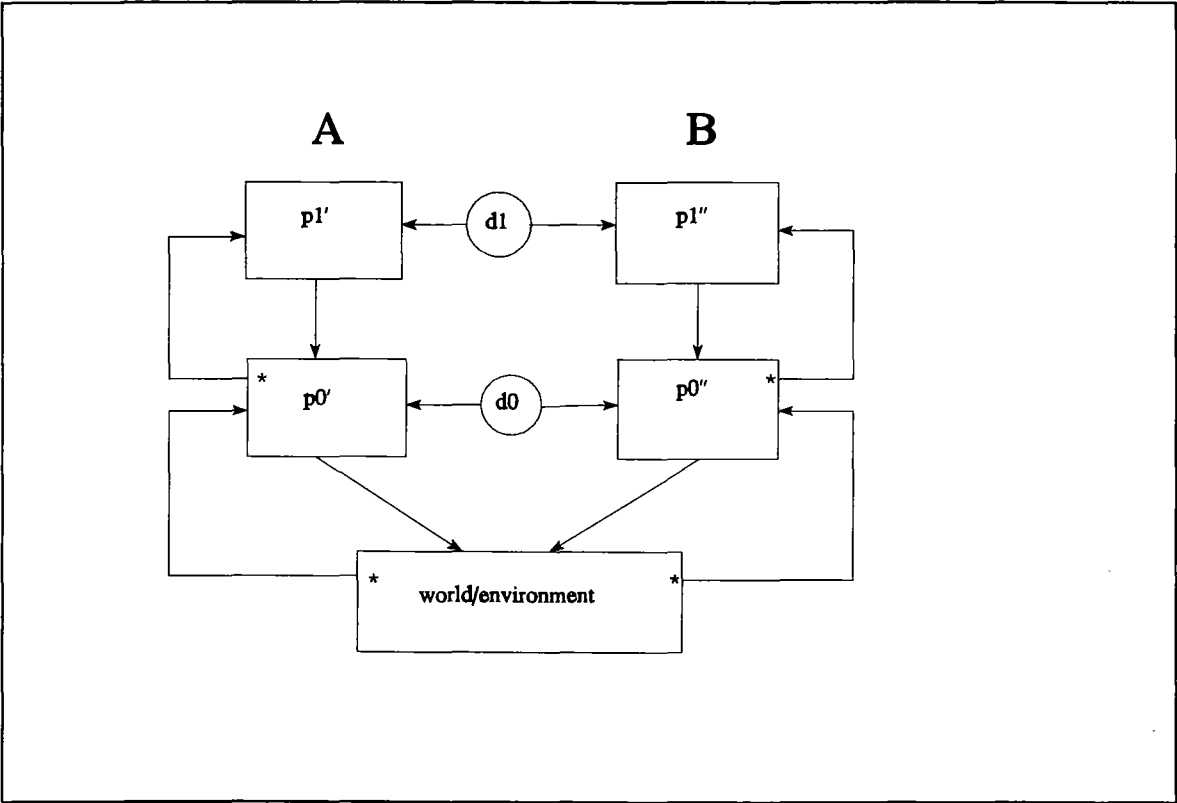 A B
p1′ d1 p1″
*
p0′ d0 p0″ *
* world/environment *